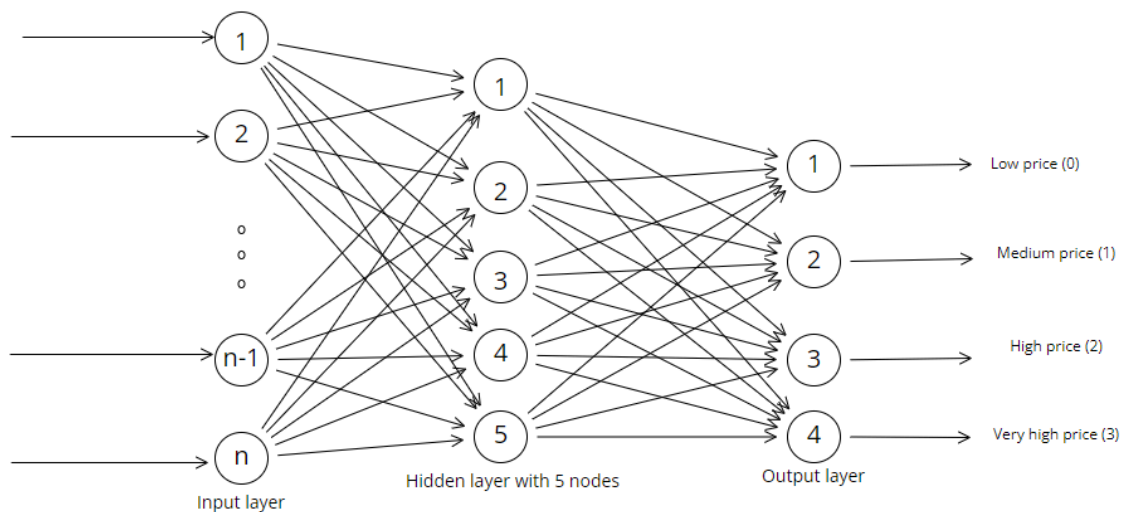 1
2
o
o
o
n-1
n
Input layer
1
2
3
4
5
Hidden layer with 5 nodes
1
2
3
4
Output layer
Low price (0)
Medium price (1)
High price (2)
Very high price (3)